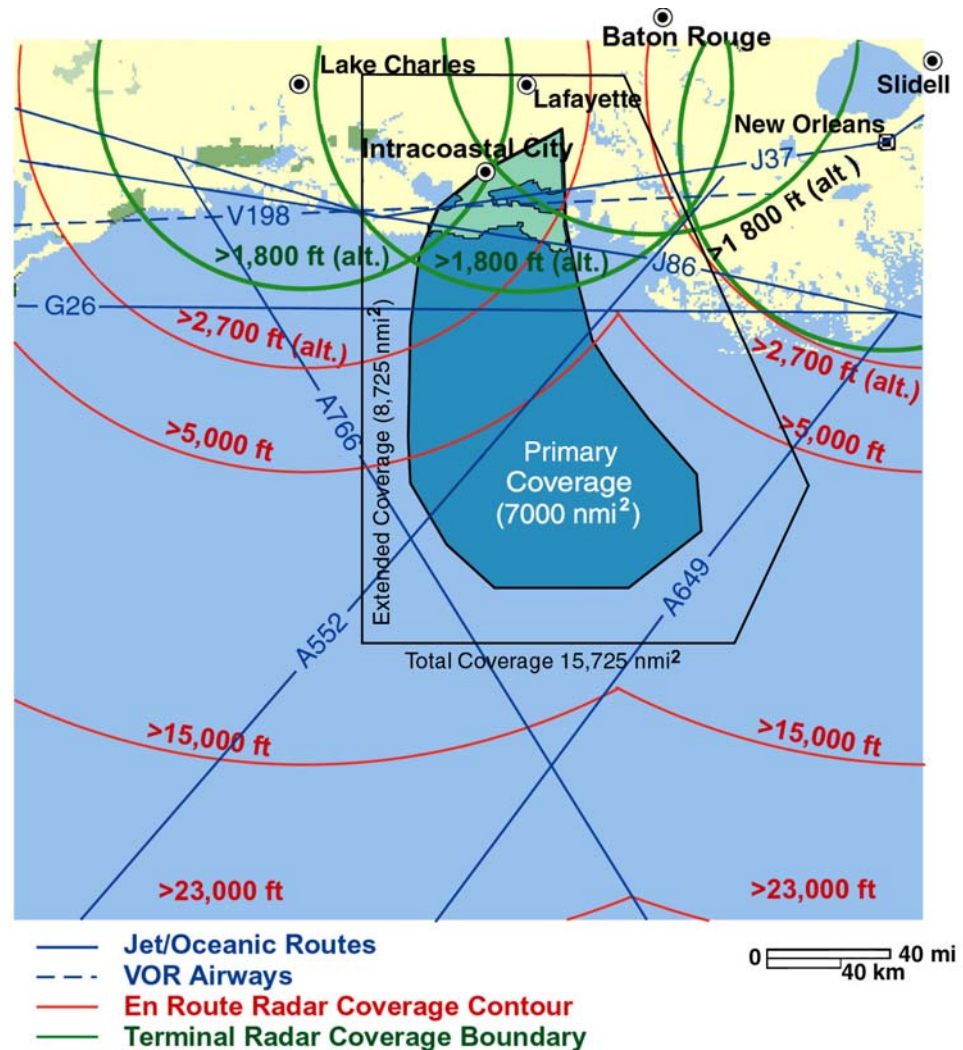 Baton Rouge
Lake Charles
Slidell
Lafayette
New Orleans
Intracoastal City
J37
V198
>1,800 ft (alt.)
>1,800 ft (alt.)
>1 800 ft (alt )
J86
G26
>2,700 ft (alt.)
>2,700 ft (alt.)
A766
>5,000 ft
>5,000 ft
Extended Coverage (8,725 nmi²)
Primary
Coverage
(7000 nmi²)
A649
A552
Total Coverage 15,725 nmi²
>15,000 ft
>15,000 ft
>23,000 ft
>23,000 ft
Jet/Oceanic Routes
VOR Airways
En Route Radar Coverage Contour
Terminal Radar Coverage Boundary
0
40 mi
40 km